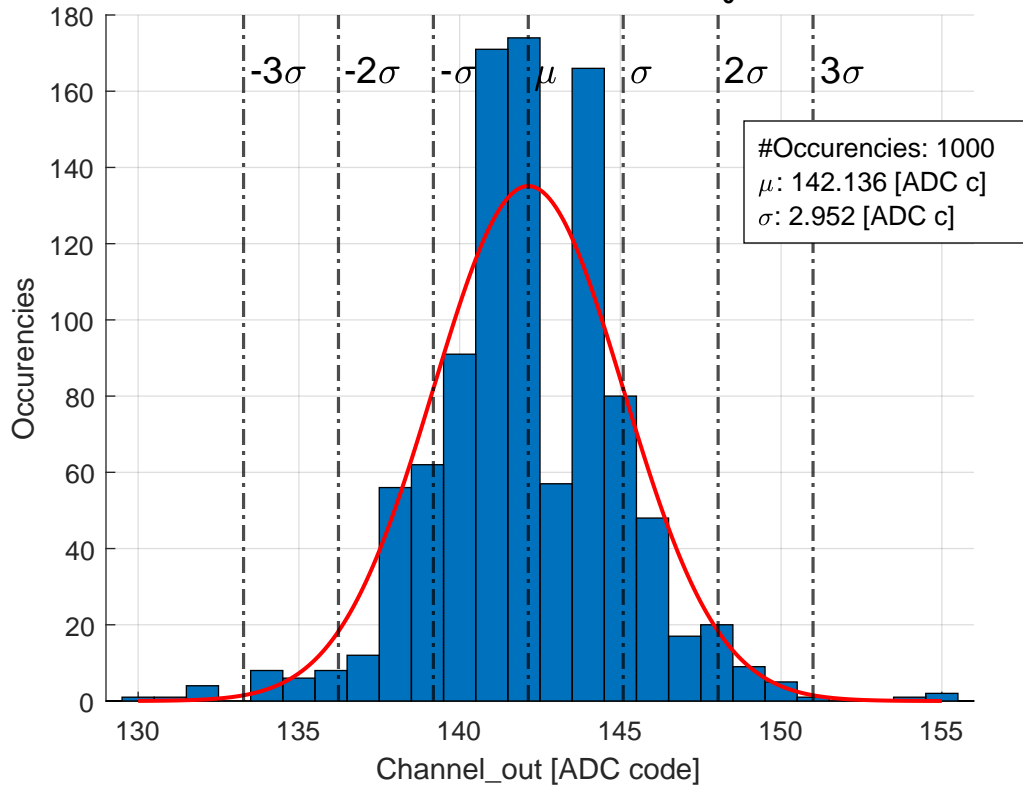 180
160
140
120
100
80
60
40
20
0
Occurencies
-3σ -2σ -σ μ σ 2σ 3σ
#Occurencies: 1000
μ: 142.136 [ADC c]
σ: 2.952 [ADC c]
130 135 140 145 150 155
Channel_out [ADC code]